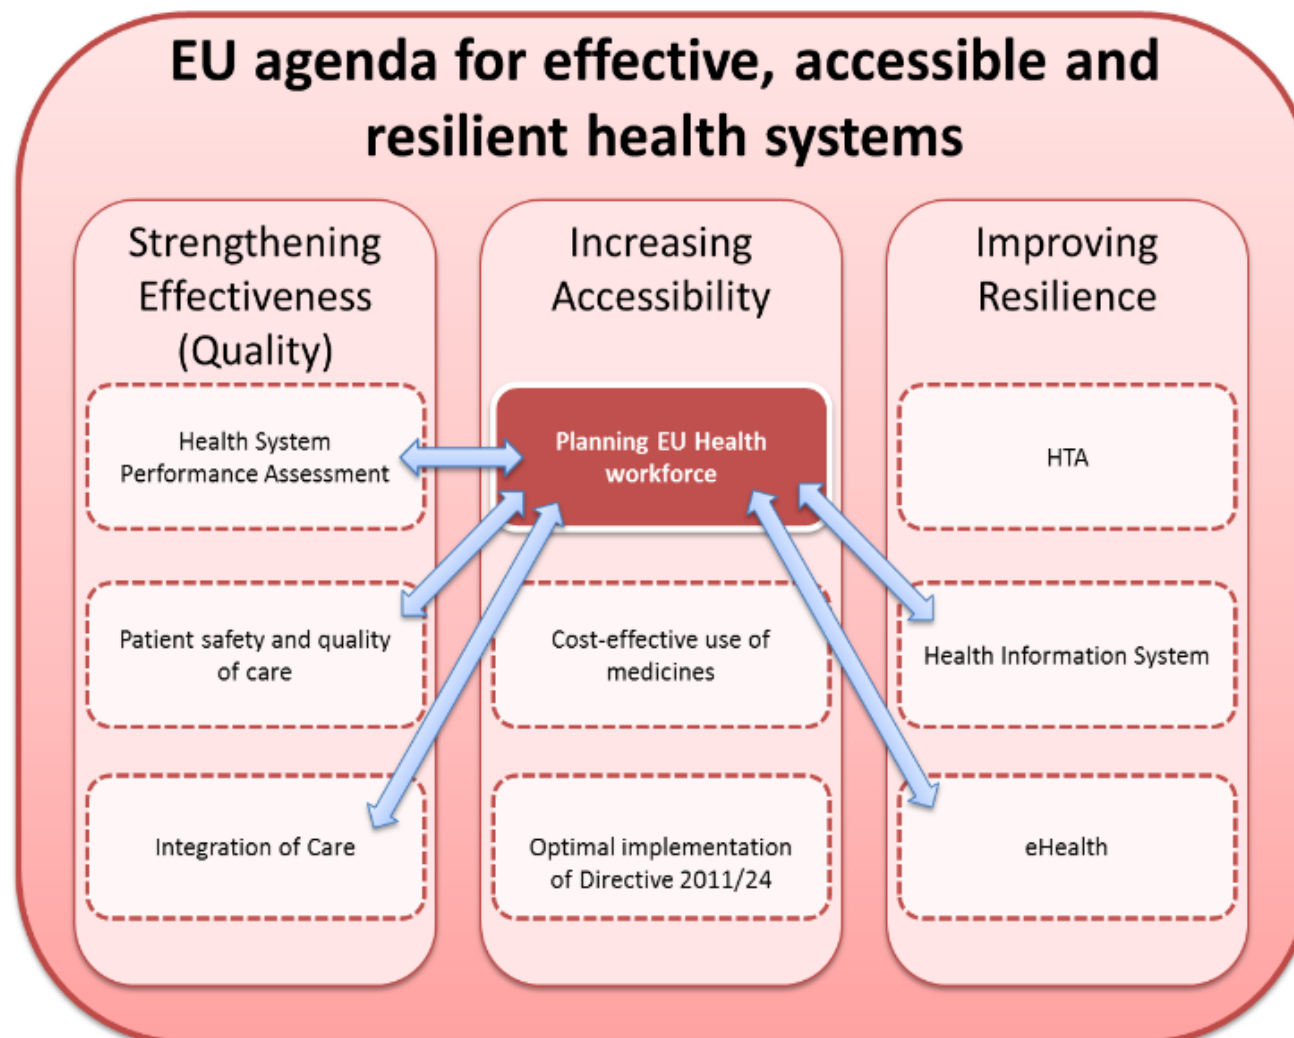 EU agenda for effective, accessible and
resilient health systems
Strengthening
Effectiveness
(Quality)
Health System
Performance Assessment
Patient safety and quality
of care
Integration of Care
Increasing
Accessibility
Planning EU Health
workforce
Cost-effective use of
medicines
Optimal implementation
of Directive 2011/24
Improving
Resilience
HTA
Health Information System
eHealth